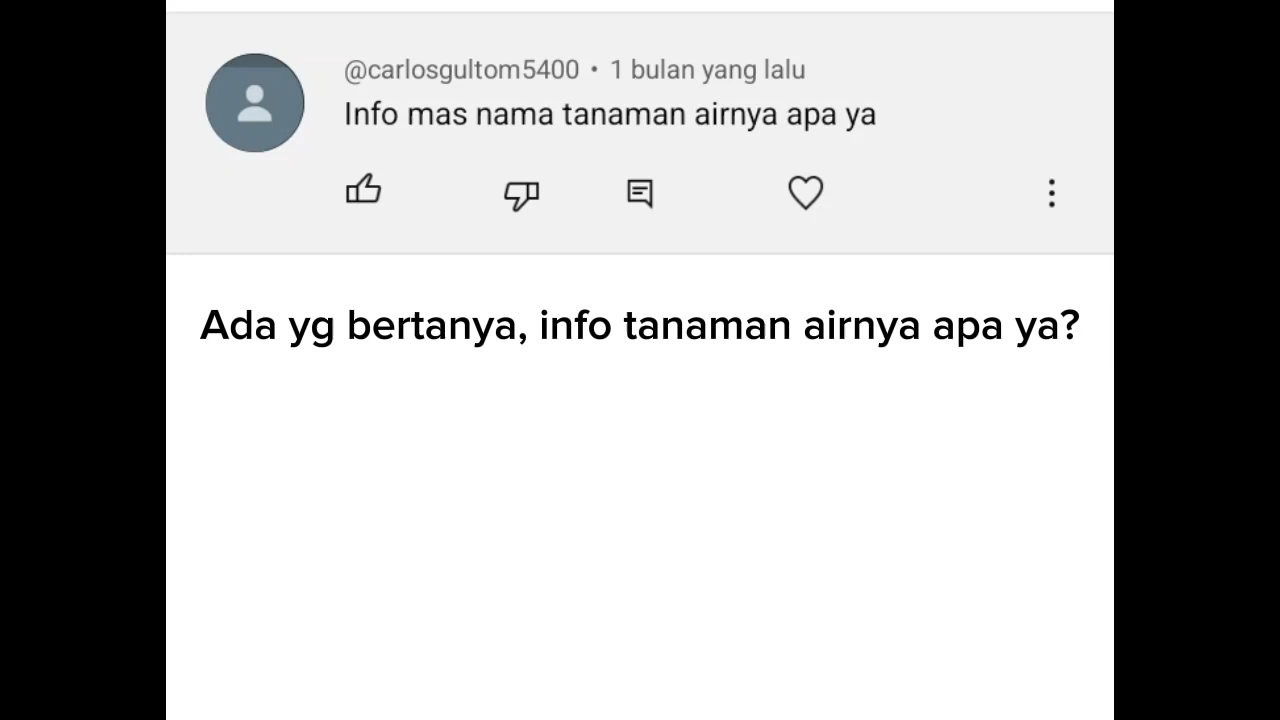 @carlosgultom5400 • 1 bulan yang lalu
Info mas nama tanaman airnya apa ya
Ada yg bertanya, info tanaman airnya apa ya?